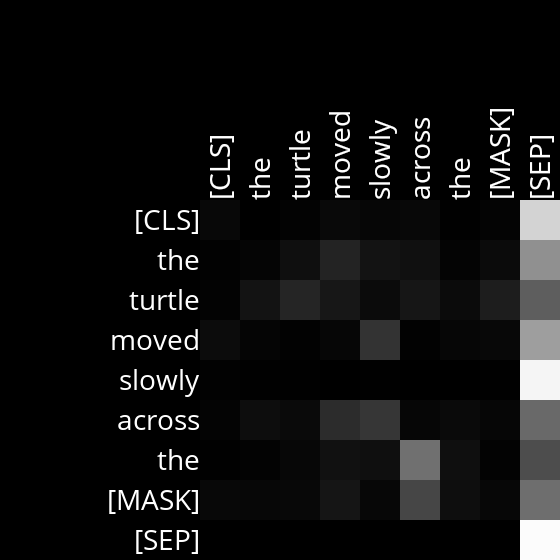 [CLS] the turtle moved slowly across the [MASK] [SEP]
[CLS]
the
turtle
moved
slowly
across
the
[MASK]
[SEP]